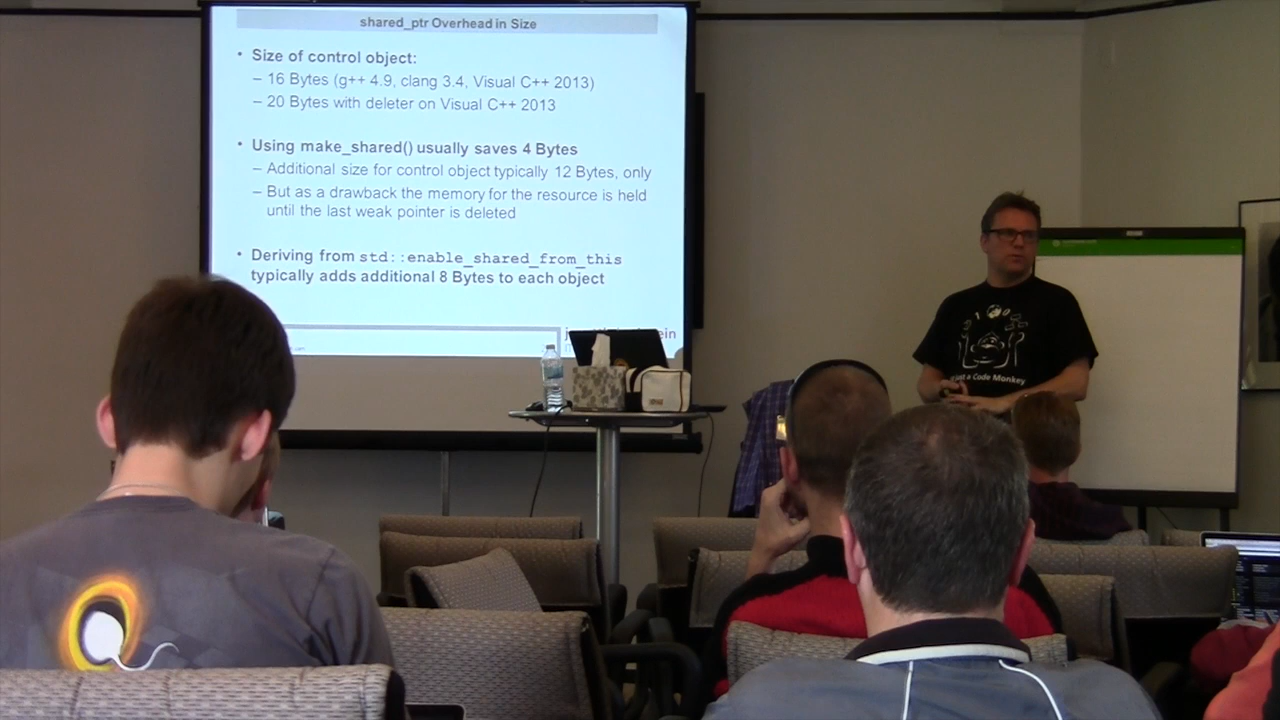 shared_ptr Overhead in Size
• Size of control object:
– 16 Bytes (g++ 4.9, clang 3.4, Visual C++ 2013)
– 20 Bytes with deleter on Visual C++ 2013
• Using make_shared() usually saves 4 Bytes
– Additional size for control object typically 12 Bytes, only
– But as a drawback the memory for the resource is held
until the last weak pointer is deleted
• Deriving from std::enable_shared_from_this
typically adds additional 8 Bytes to each object
a Code Monkey